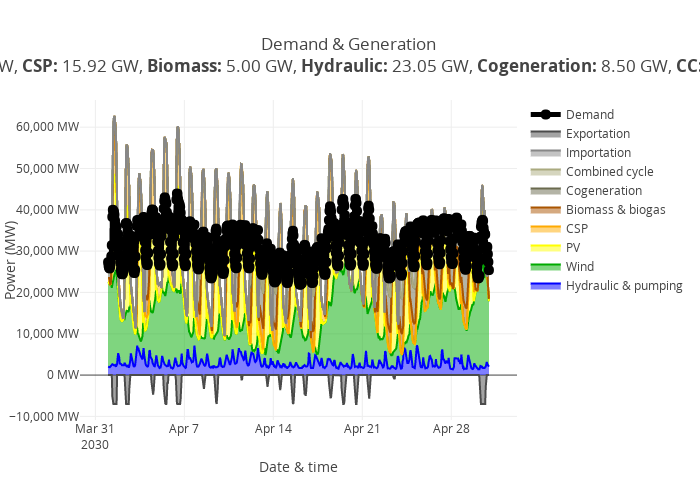 Demand & Generation
W, CSP: 15.92 GW, Biomass: 5.00 GW, Hydraulic: 23.05 GW, Cogeneration: 8.50 GW, CC:
60,000 MW
50,000 MW
40,000 MW
30,000 MW
20,000 MW
10,000 MW
0 MW
−10,000 MW
Power (MW)
Mar 31
2030
Apr 7
Apr 14
Apr 21
Apr 28
Date & time
Demand
Exportation
Importation
Combined cycle
Cogeneration
Biomass & biogas
CSP
PV
Wind
Hydraulic & pumping